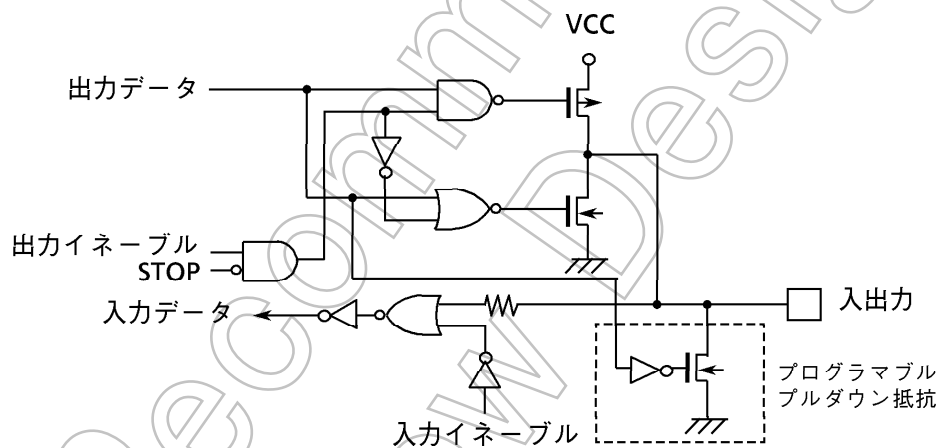 VCC
出力データ
出力イネーブル
STOP
入力データ
入出力
プログラマブル
プルダウン抵抗
入力イネーブル